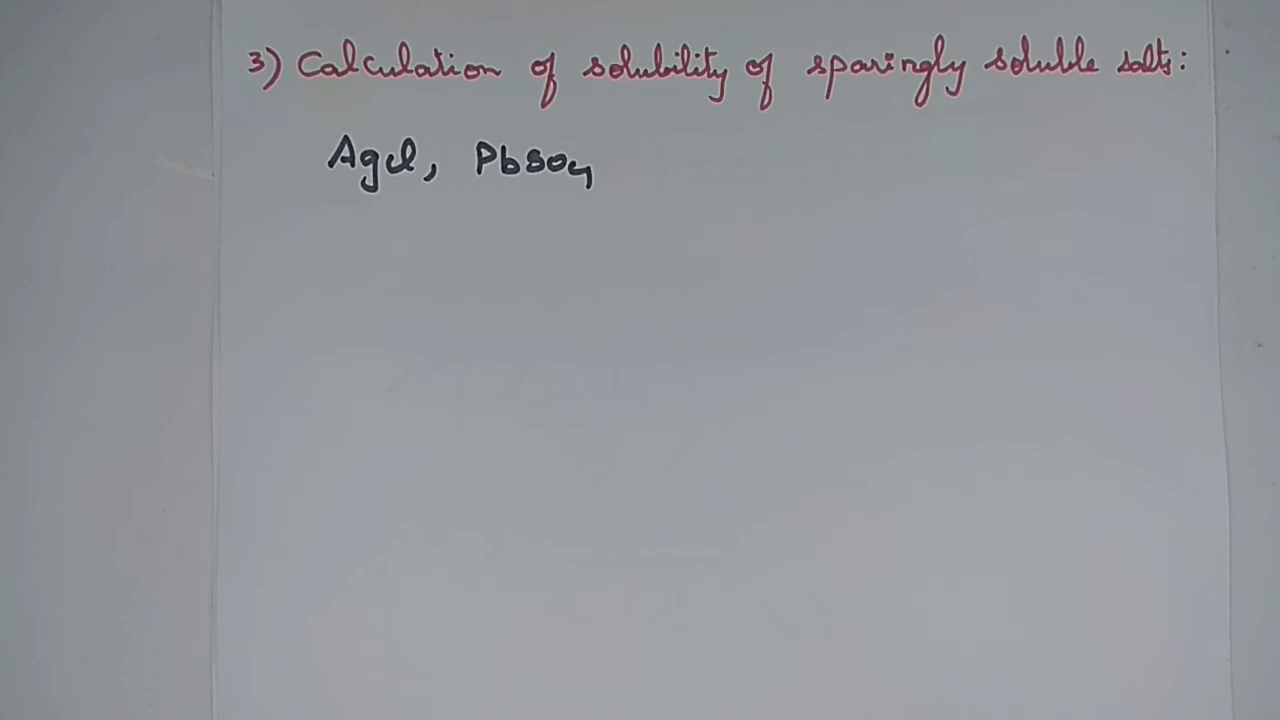 3) Calculation of solubility of sparingly soluble salts:
Agcl, PbSO4